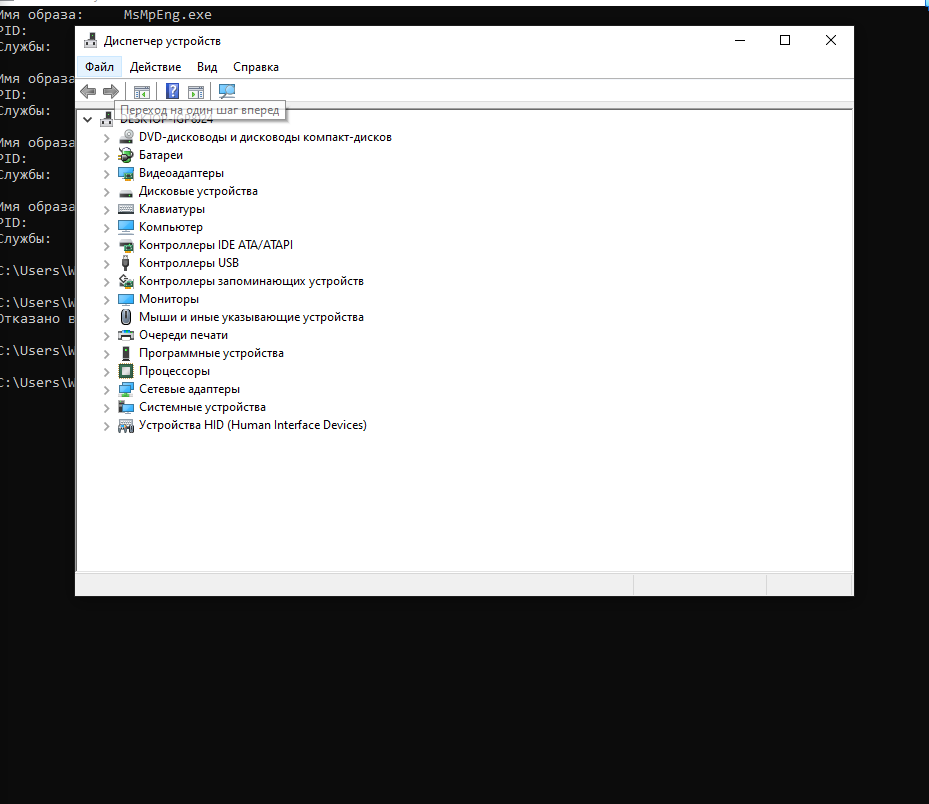 Имя образа: MsMpEng.exe
PID:
Службы:
Имя образа
PID:
Службы:
Имя образа
PID:
Службы:
Имя образа
PID:
Службы:
C:\Users\W
C:\Users\W
Отказано в
C:\Users\W
C:\Users\W
Диспетчер устройств
Файл Действие Вид Справка
Переход на один шаг вперед
DVD-дисководы и дисководы компакт-дисков
Батареи
Видеоадаптеры
Дисковые устройства
Клавиатуры
Компьютер
Контроллеры IDE ATA/ATAPI
Контроллеры USB
Контроллеры запоминающих устройств
Мониторы
Мыши и иные указывающие устройства
Очереди печати
Программные устройства
Процессоры
Сетевые адаптеры
Системные устройства
Устройства HID (Human Interface Devices)